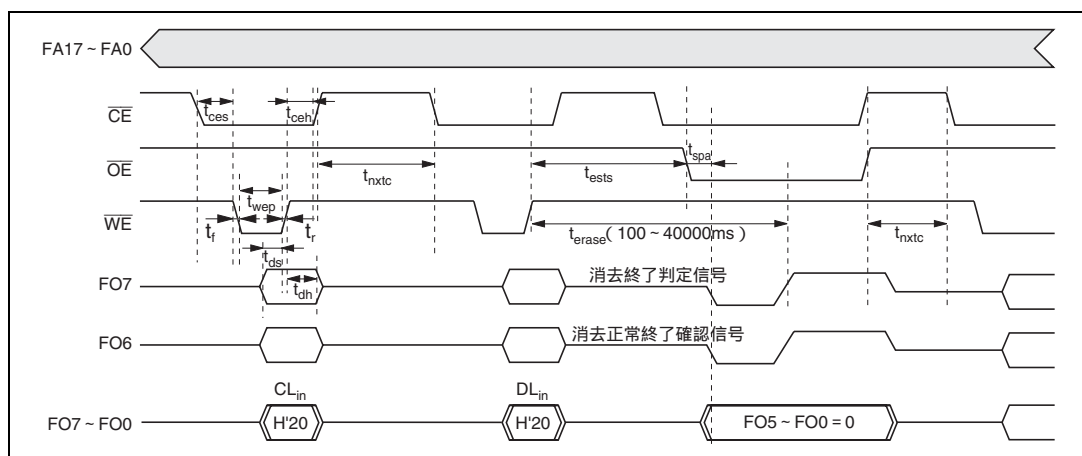 FA17 ~ FA0
CE
tces
tceh
OE
tnxtc
tests
tspa
WE
twep
tf
tr
terase（100 ~ 40000ms）
tnxtc
tds
FO7
tdh
消去終了判定信号
FO6
消去正常終了確認信号
CLin
DLin
FO7 ~ FO0
H'20
H'20
FO5 ~ FO0 = 0